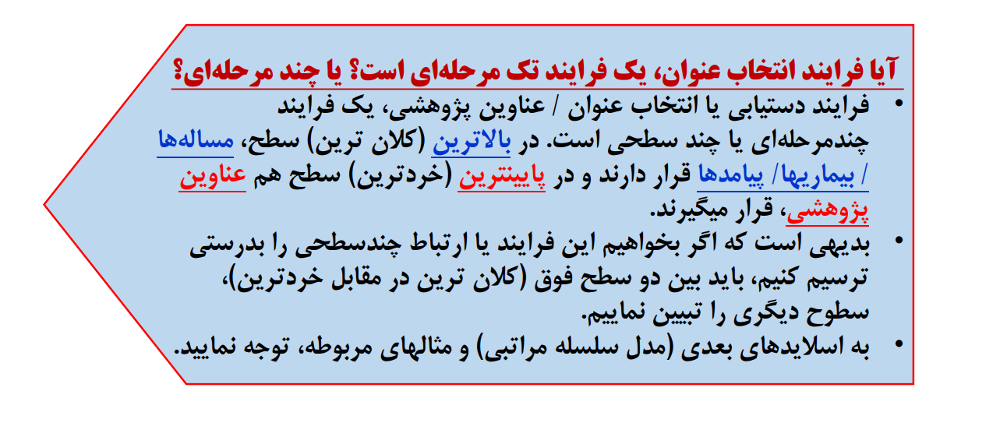 آیا فرایند انتخاب عنوان، یک فرایند تک مرحله‌ای است؟ یا چند مرحله‌ای؟
• فرایند دستیابی یا انتخاب عنوان / عناوین پژوهشی، یک فرایند
چندمرحله‌ای یا چند سطحی است. در بالاترین (کلان ترین) سطح، مساله‌ها
/ بیماریها/ پیامدها قرار دارند و در پایینترین (خردترین) سطح هم عناوین
پژوهشی، قرار میگیرند.
• بدیهی است که اگر بخواهیم این فرایند یا ارتباط چندسطحی را بدرستی
ترسیم کنیم، باید بین دو سطح فوق (کلان ترین در مقابل خردترین)،
سطوح دیگری را تبیین نماییم.
• به اسلایدهای بعدی (مدل سلسله مراتبی) و مثالهای مربوطه، توجه نمایید.